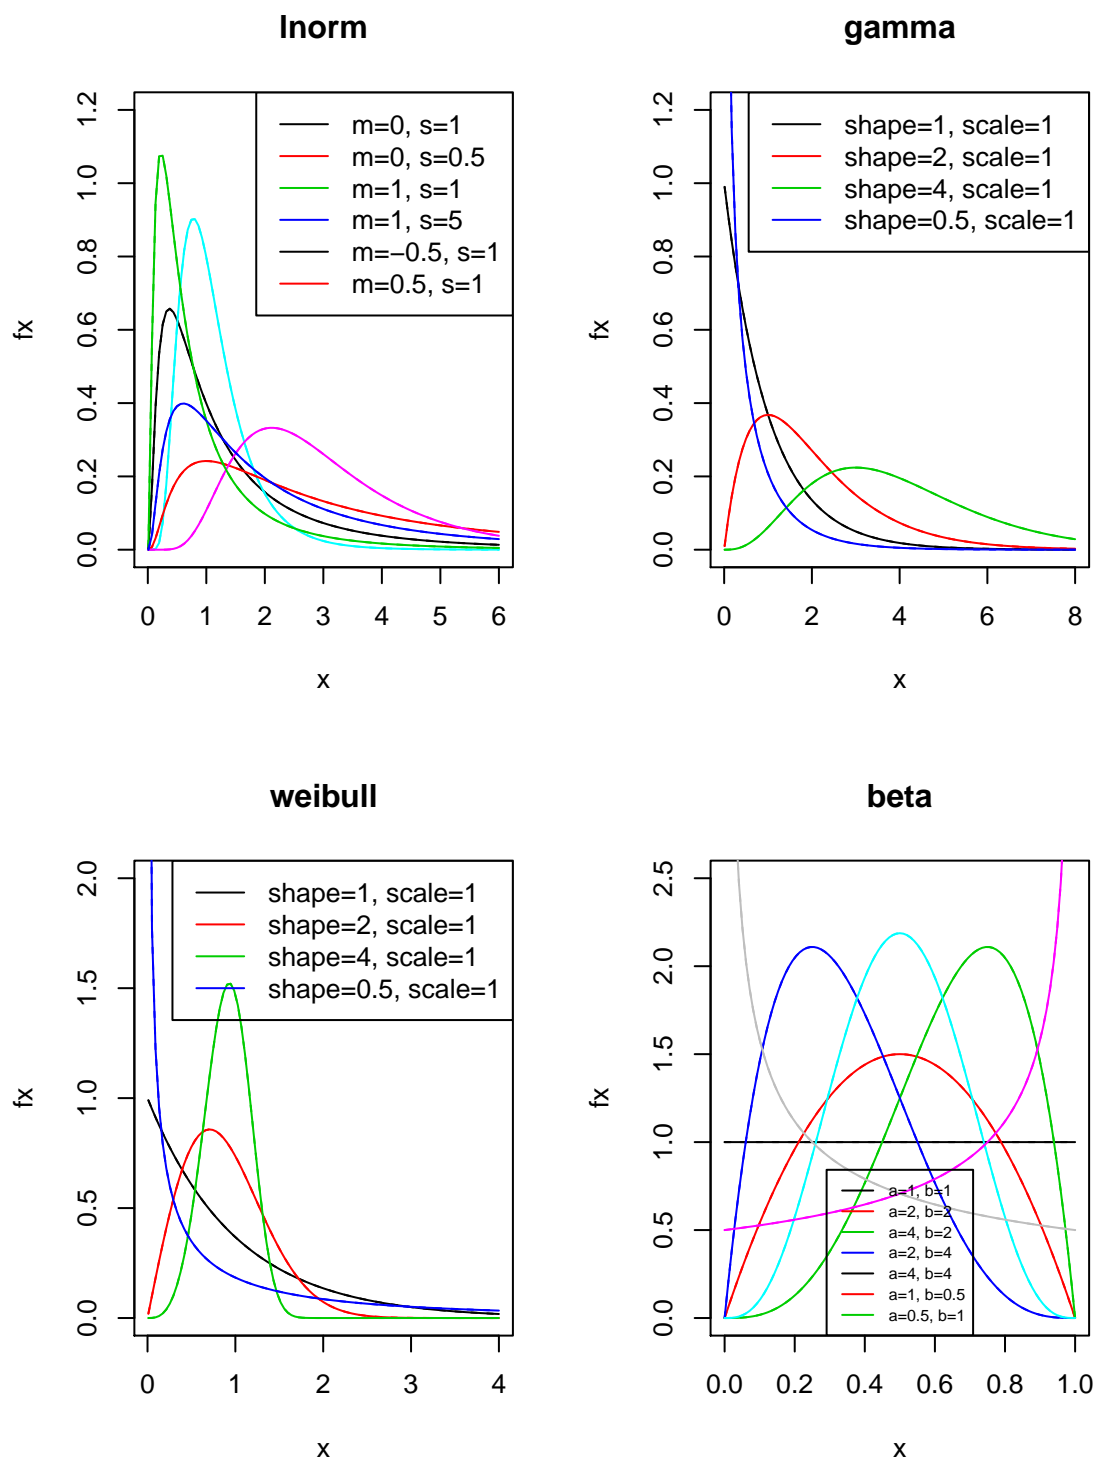 lnorm
1.2
1.0
0.8
0.6
0.4
0.2
0.0
fx
m=0, s=1
m=0, s=0.5
m=1, s=1
m=1, s=5
m=−0.5, s=1
m=0.5, s=1
0 1 2 3 4 5 6
x
gamma
1.2
1.0
0.8
0.6
0.4
0.2
0.0
fx
shape=1, scale=1
shape=2, scale=1
shape=4, scale=1
shape=0.5, scale=1
0 2 4 6 8
x
weibull
2.0
1.5
1.0
0.5
0.0
fx
shape=1, scale=1
shape=2, scale=1
shape=4, scale=1
shape=0.5, scale=1
0 1 2 3 4
x
beta
2.5
2.0
1.5
1.0
0.5
0.0
fx
a=1, b=1
a=2, b=2
a=4, b=2
a=2, b=4
a=4, b=4
a=1, b=0.5
a=0.5, b=1
0.0 0.2 0.4 0.6 0.8 1.0
x